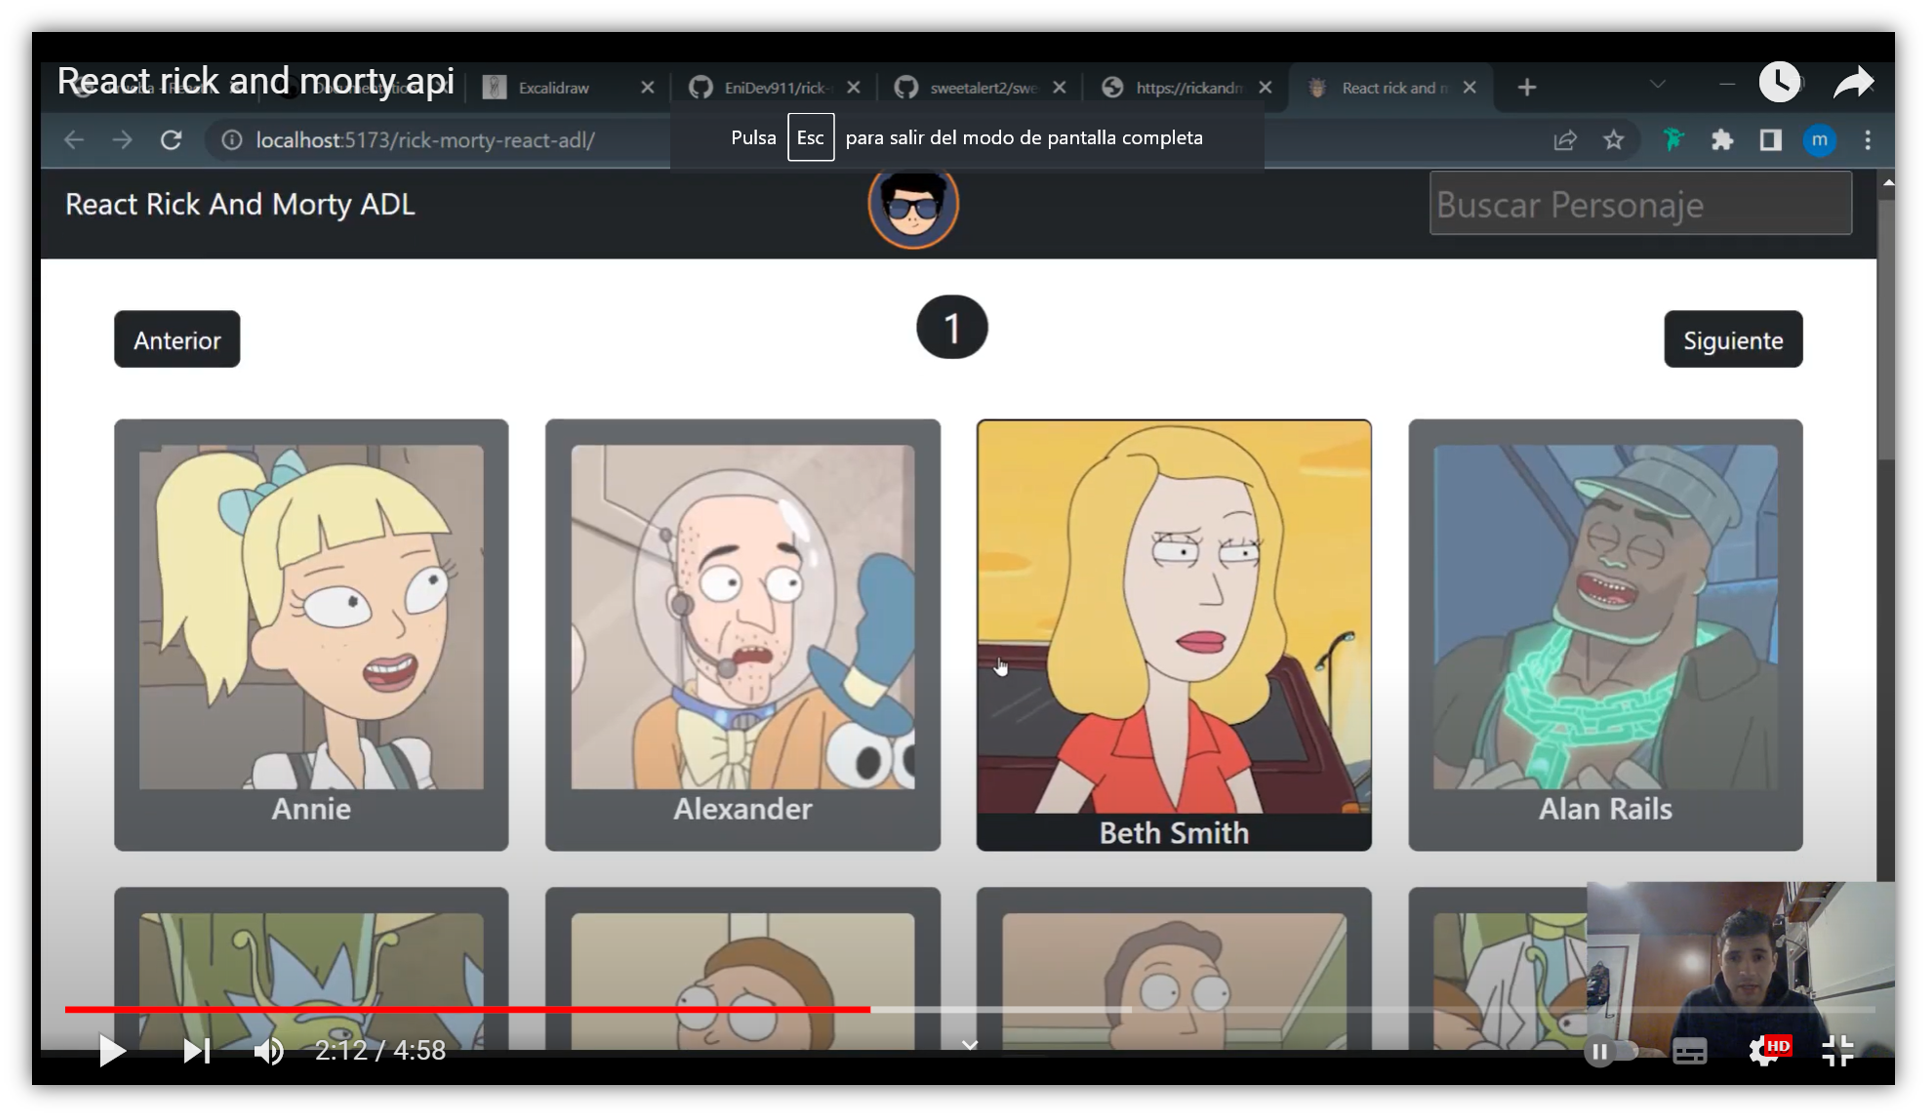 React rick and morty api
Excalidraw
EniDev911/rick-
sweetalert2/swe
https://rickandm
React rick and m
localhost:5173/rick-morty-react-adl/
Pulsa Esc para salir del modo de pantalla completa
m
React Rick And Morty ADL
Buscar Personaje
Anterior
1
Siguiente
Annie
Alexander
Beth Smith
Alan Rails
2:12 / 4:58
HD